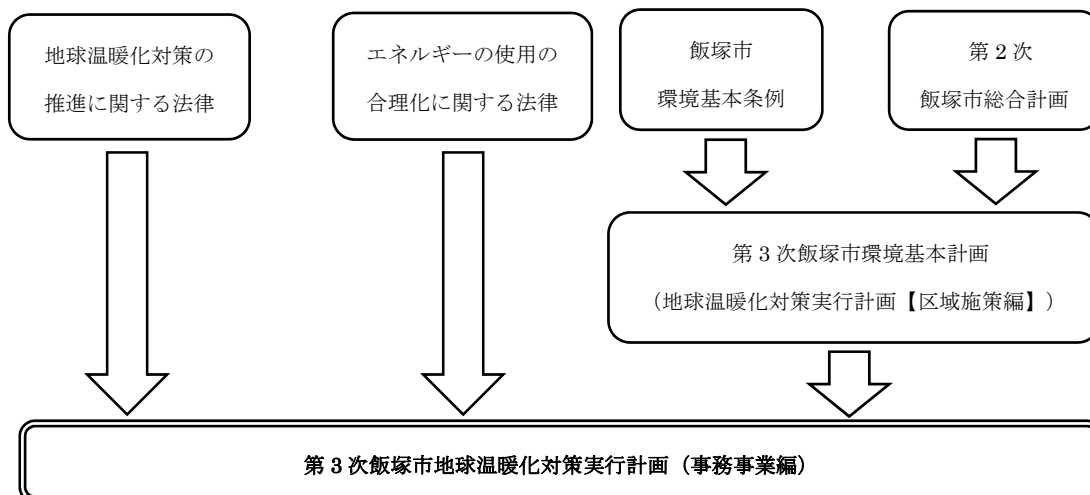 地球温暖化対策の
推進に関する法律
エネルギーの使用の
合理化に関する法律
飯塚市
環境基本条例
第 2 次
飯塚市総合計画
第 3 次飯塚市環境基本計画
（地球温暖化対策実行計画【区域施策編】）
第 3 次飯塚市地球温暖化対策実行計画（事務事業編）